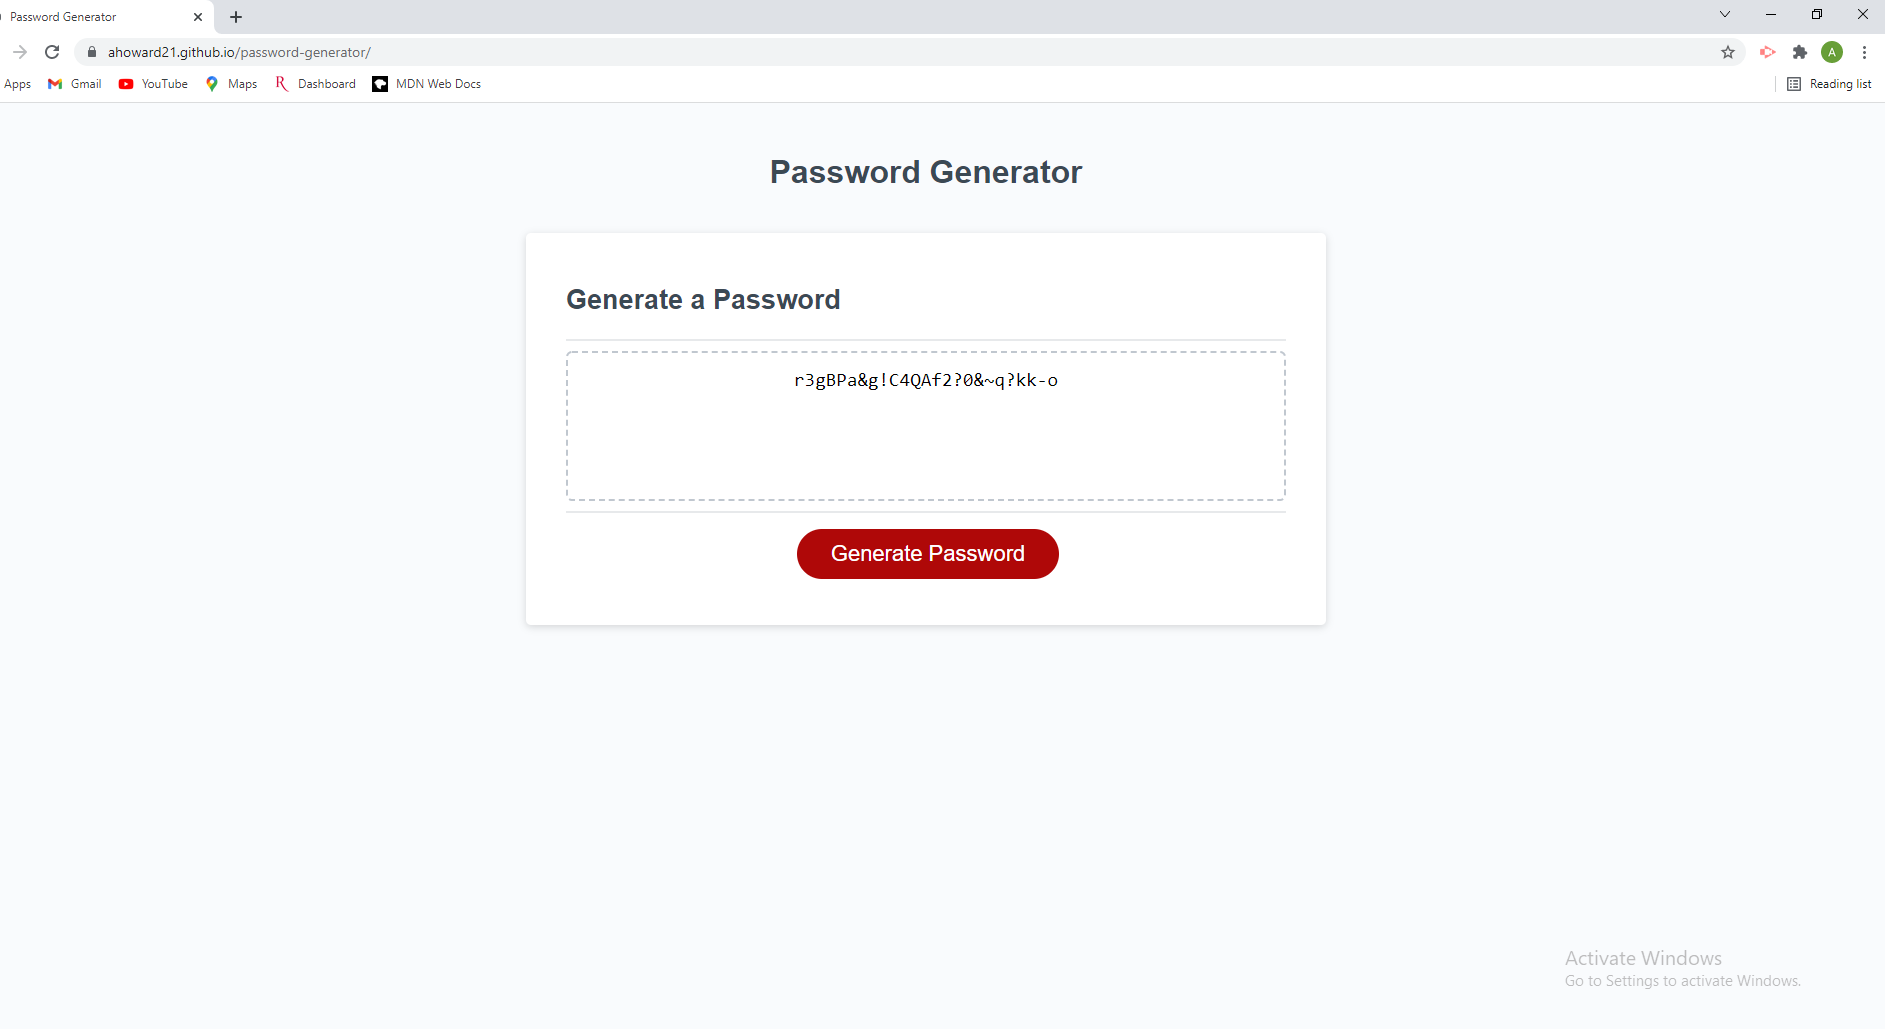 Password Generator
ahoward21.github.io/password-generator/
A
Apps Gmail YouTube Maps R Dashboard MDN Web Docs Reading list
Password Generator
Generate a Password
r3gBPa&g!C4QAf2?0&~q?kk-o
Generate Password
Activate Windows
Go to Settings to activate Windows.